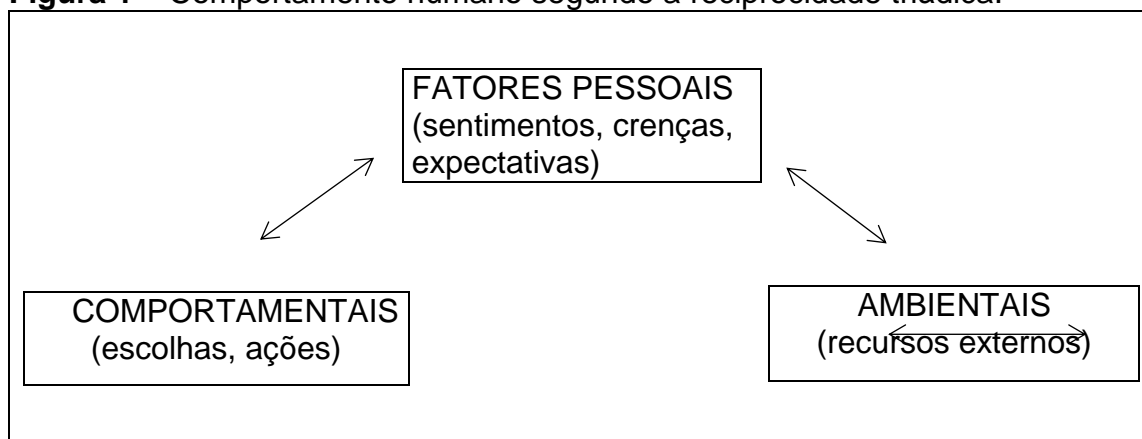 Figura 1 – Comportamento humano segundo a reciprocidade triádica.
FATORES PESSOAIS
(sentimentos, crenças,
expectativas)
COMPORTAMENTAIS
(escolhas, ações)
AMBIENTAIS
(recursos externos)